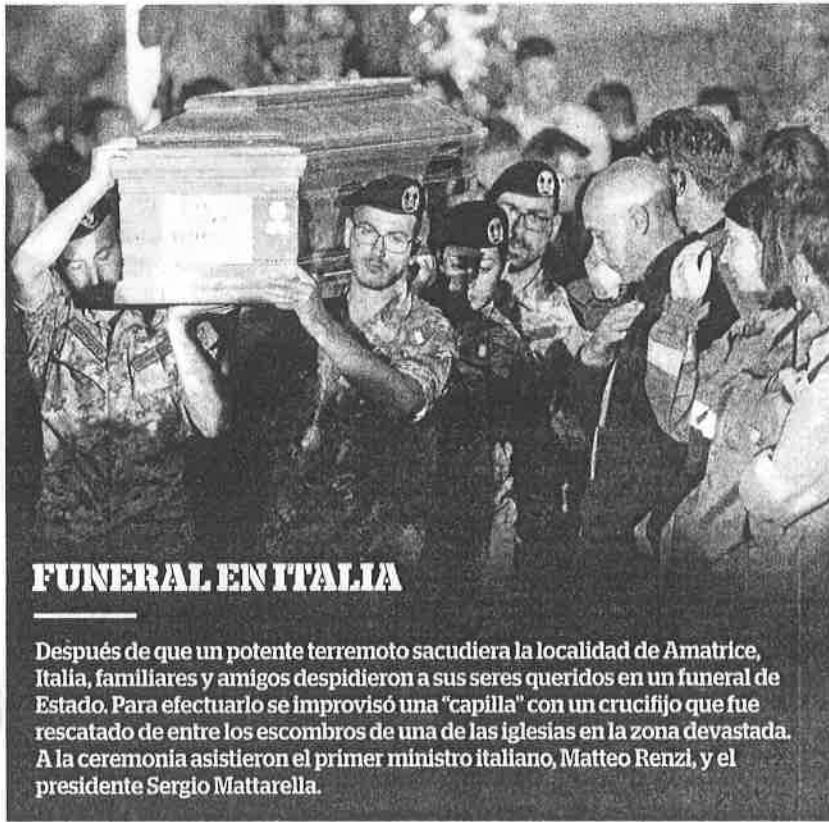 FUNERAL EN ITALIA
Después de que un potente terremoto sacudiera la localidad de Amatrice,
Italia, familiares y amigos despidieron a sus seres queridos en un funeral de
Estado. Para efectuarlo se improvisó una “capilla” con un crucifijo que fue
rescatado de entre los escombros de una de las iglesias en la zona devastada.
A la ceremonia asistieron el primer ministro italiano, Matteo Renzi, y el
presidente Sergio Mattarella.